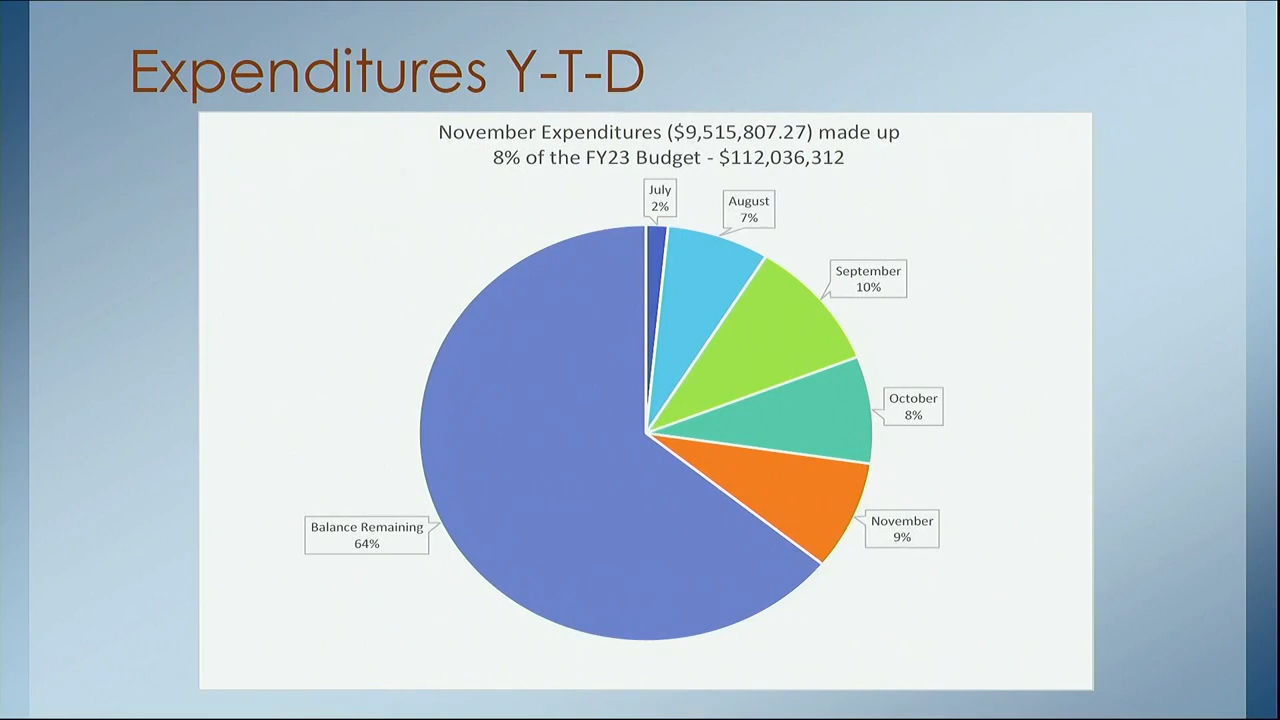 Expenditures Y-T-D
November Expenditures ($9,515,807.27) made up
8% of the FY23 Budget - $112,036,312
July
2%
August
7%
September
10%
October
8%
November
9%
Balance Remaining
64%